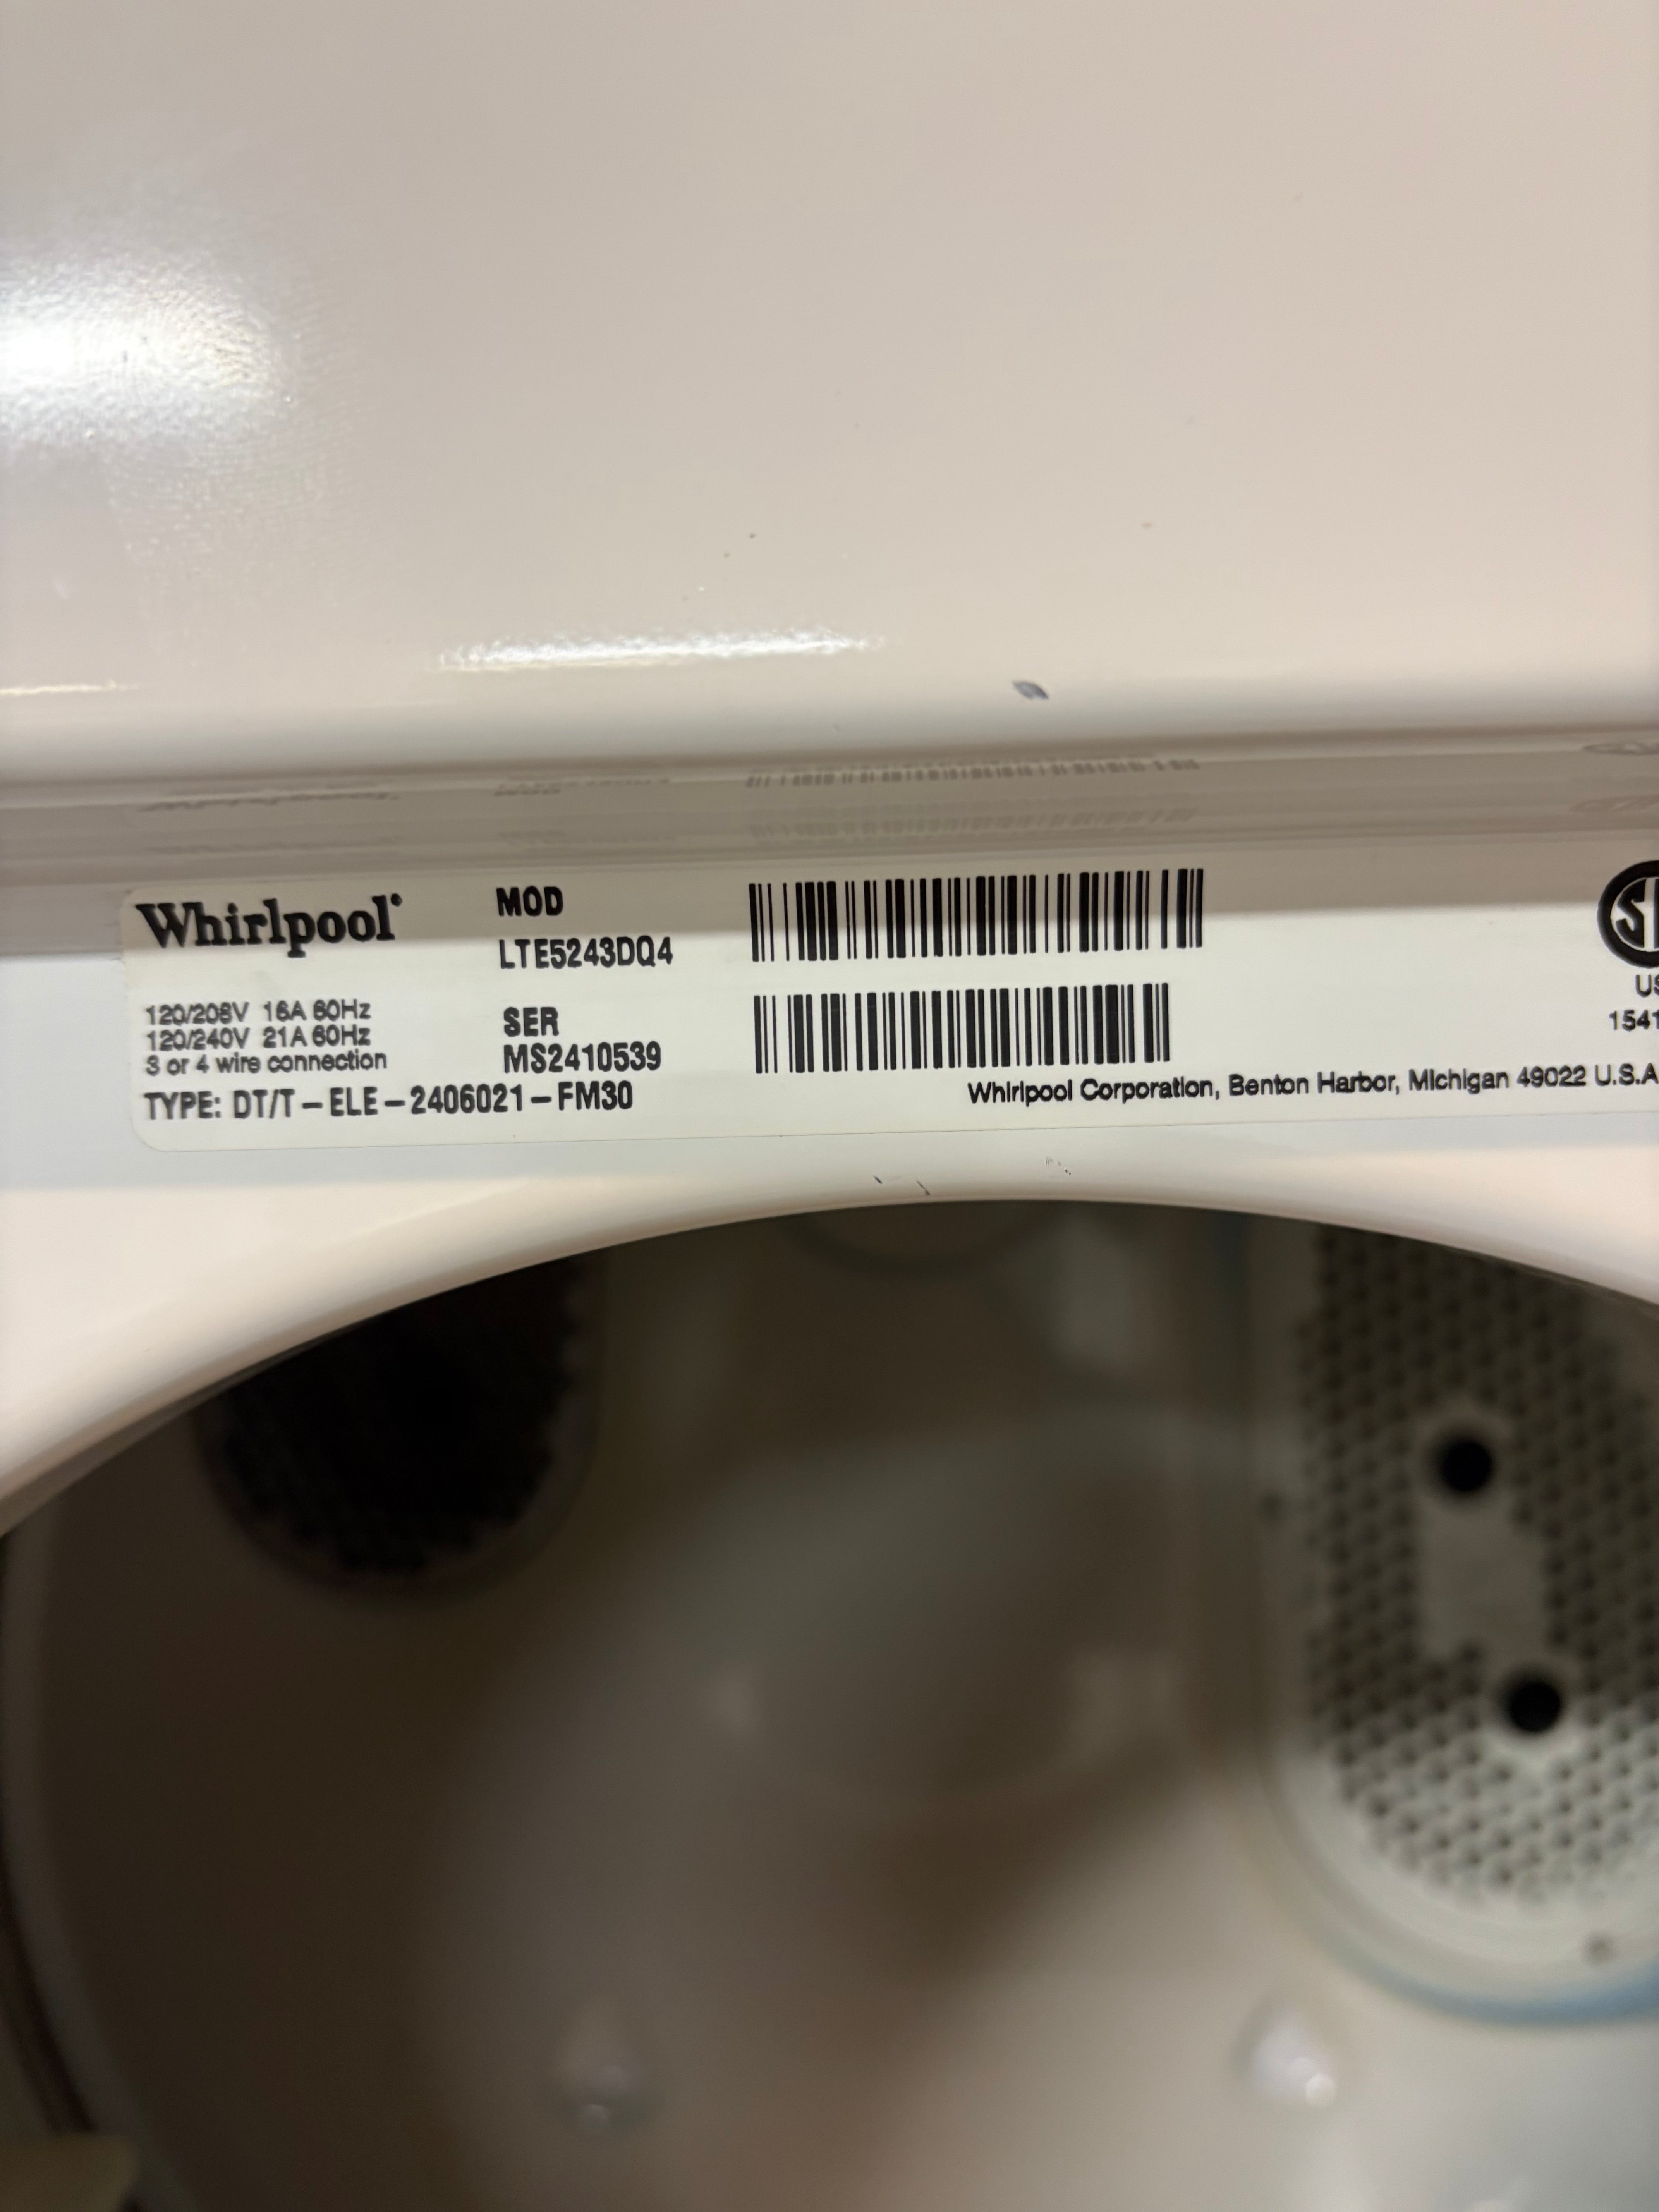 Whirlpool
MOD
LTE5243DQ4
120/208V 16A 60Hz
120/240V 21A 60Hz
3 or 4 wire connection
SER
MS2410539
TYPE: DT/T-ELE-2406021-FM30
Whirlpool Corporation, Benton Harbor, Michigan 49022 U.S.A